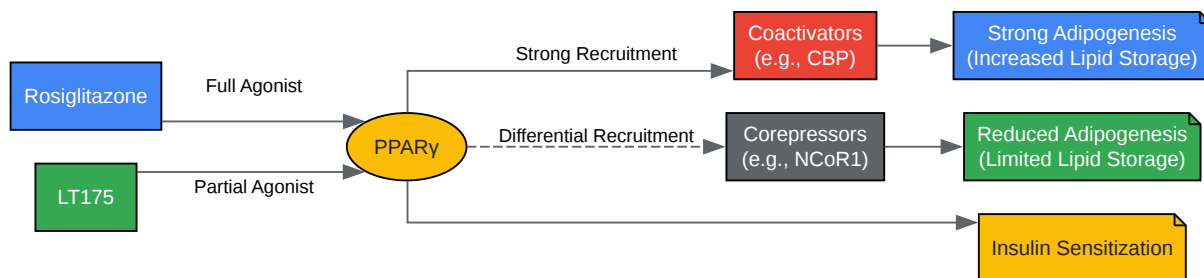 Rosiglitazone
Full Agonist
LT175
Partial Agonist
PPARγ
Strong Recruitment
Coactivators
(e.g., CBP)
Strong Adipogenesis
(Increased Lipid Storage)
Differential Recruitment
Corepressors
(e.g., NCoR1)
Reduced Adipogenesis
(Limited Lipid Storage)
Insulin Sensitization